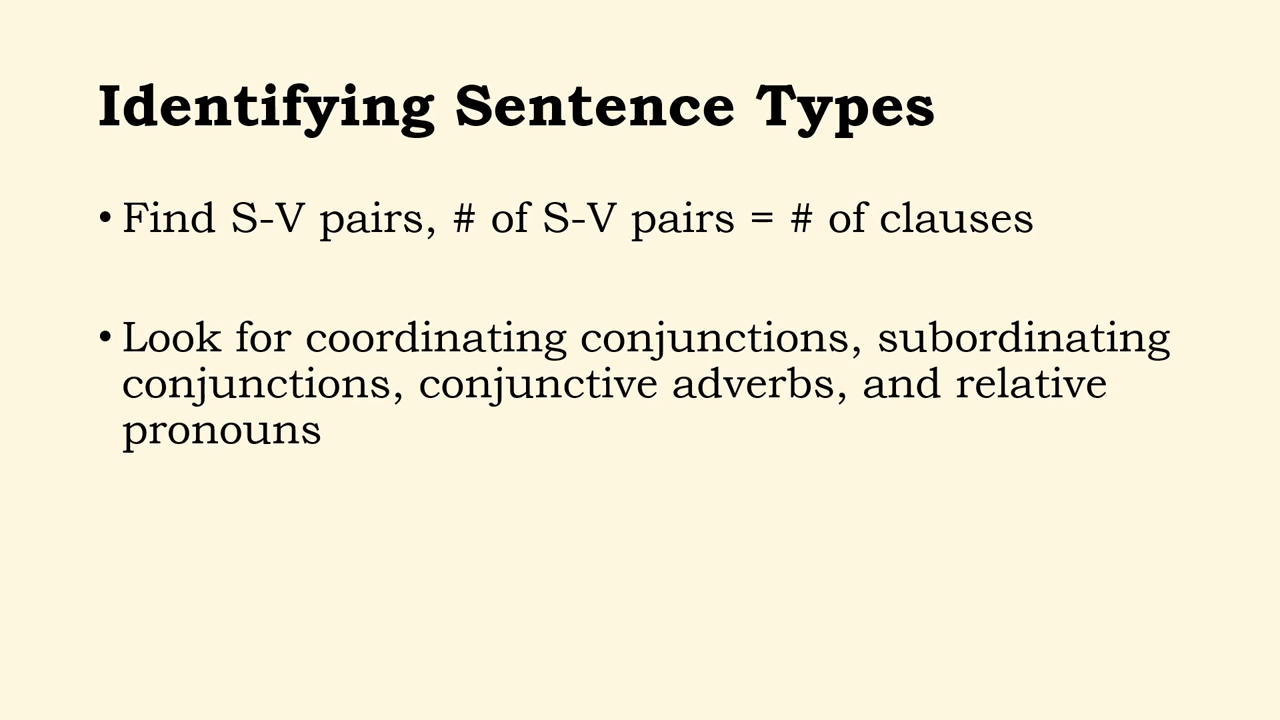 Identifying Sentence Types
• Find S-V pairs, # of S-V pairs = # of clauses
• Look for coordinating conjunctions, subordinating
conjunctions, conjunctive adverbs, and relative
pronouns